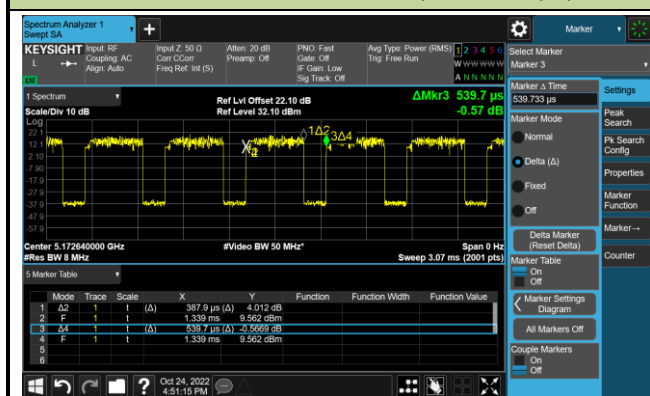 Spectrum Analyzer 1
Swept SA
+
Marker
KEYSIGHT Input: RF Input Z: 50 Ω Atten: 20 dB PNO: Fast Avg Type: Power (RMS) 1 2 3 4 5 6
L Coupling: AC Corr CCorr Preamp: Off Gate: Off Trig: Free Run W W W W W W
Align: Auto Freq Ref: Int (S) IF Gain: Low A N N N N N
Sig Track: Off
Select Marker
Marker 3
1 Spectrum
Ref Lvl Offset 22.10 dB
ΔMkr3 539.7 µs
Scale/Div 10 dB Ref Level 32.10 dBm -0.57 dB
Log
22.1
12.1
2.10
-7.90
-17.9
-27.9
-37.9
-47.9
-57.9
1Δ2 3Δ4
Center 5.172640000 GHz #Video BW 50 MHz* Span 0 Hz
#Res BW 8 MHz Sweep 3.07 ms (2001 pts)
5 Marker Table
Mode Trace Scale X Y Function Function Width Function Value
1 Δ2 1 t (Δ) 387.9 µs (Δ) 4.012 dB
2 F 1 t 1.339 ms 9.562 dBm
3 Δ4 1 t (Δ) 539.7 µs (Δ) -0.5669 dB
4 F 1 t 1.339 ms 9.562 dBm
5
6
Marker Δ Time
539.733 µs
Marker Mode
Normal
Delta (Δ)
Fixed
Off
Delta Marker
(Reset Delta)
Marker Table
On
Off
Marker Settings
Diagram
All Markers Off
Couple Markers
On
Off
Settings
Peak
Search
Pk Search
Config
Properties
Marker
Function
Marker→
Counter
? Oct 24, 2022
4:51:15 PM